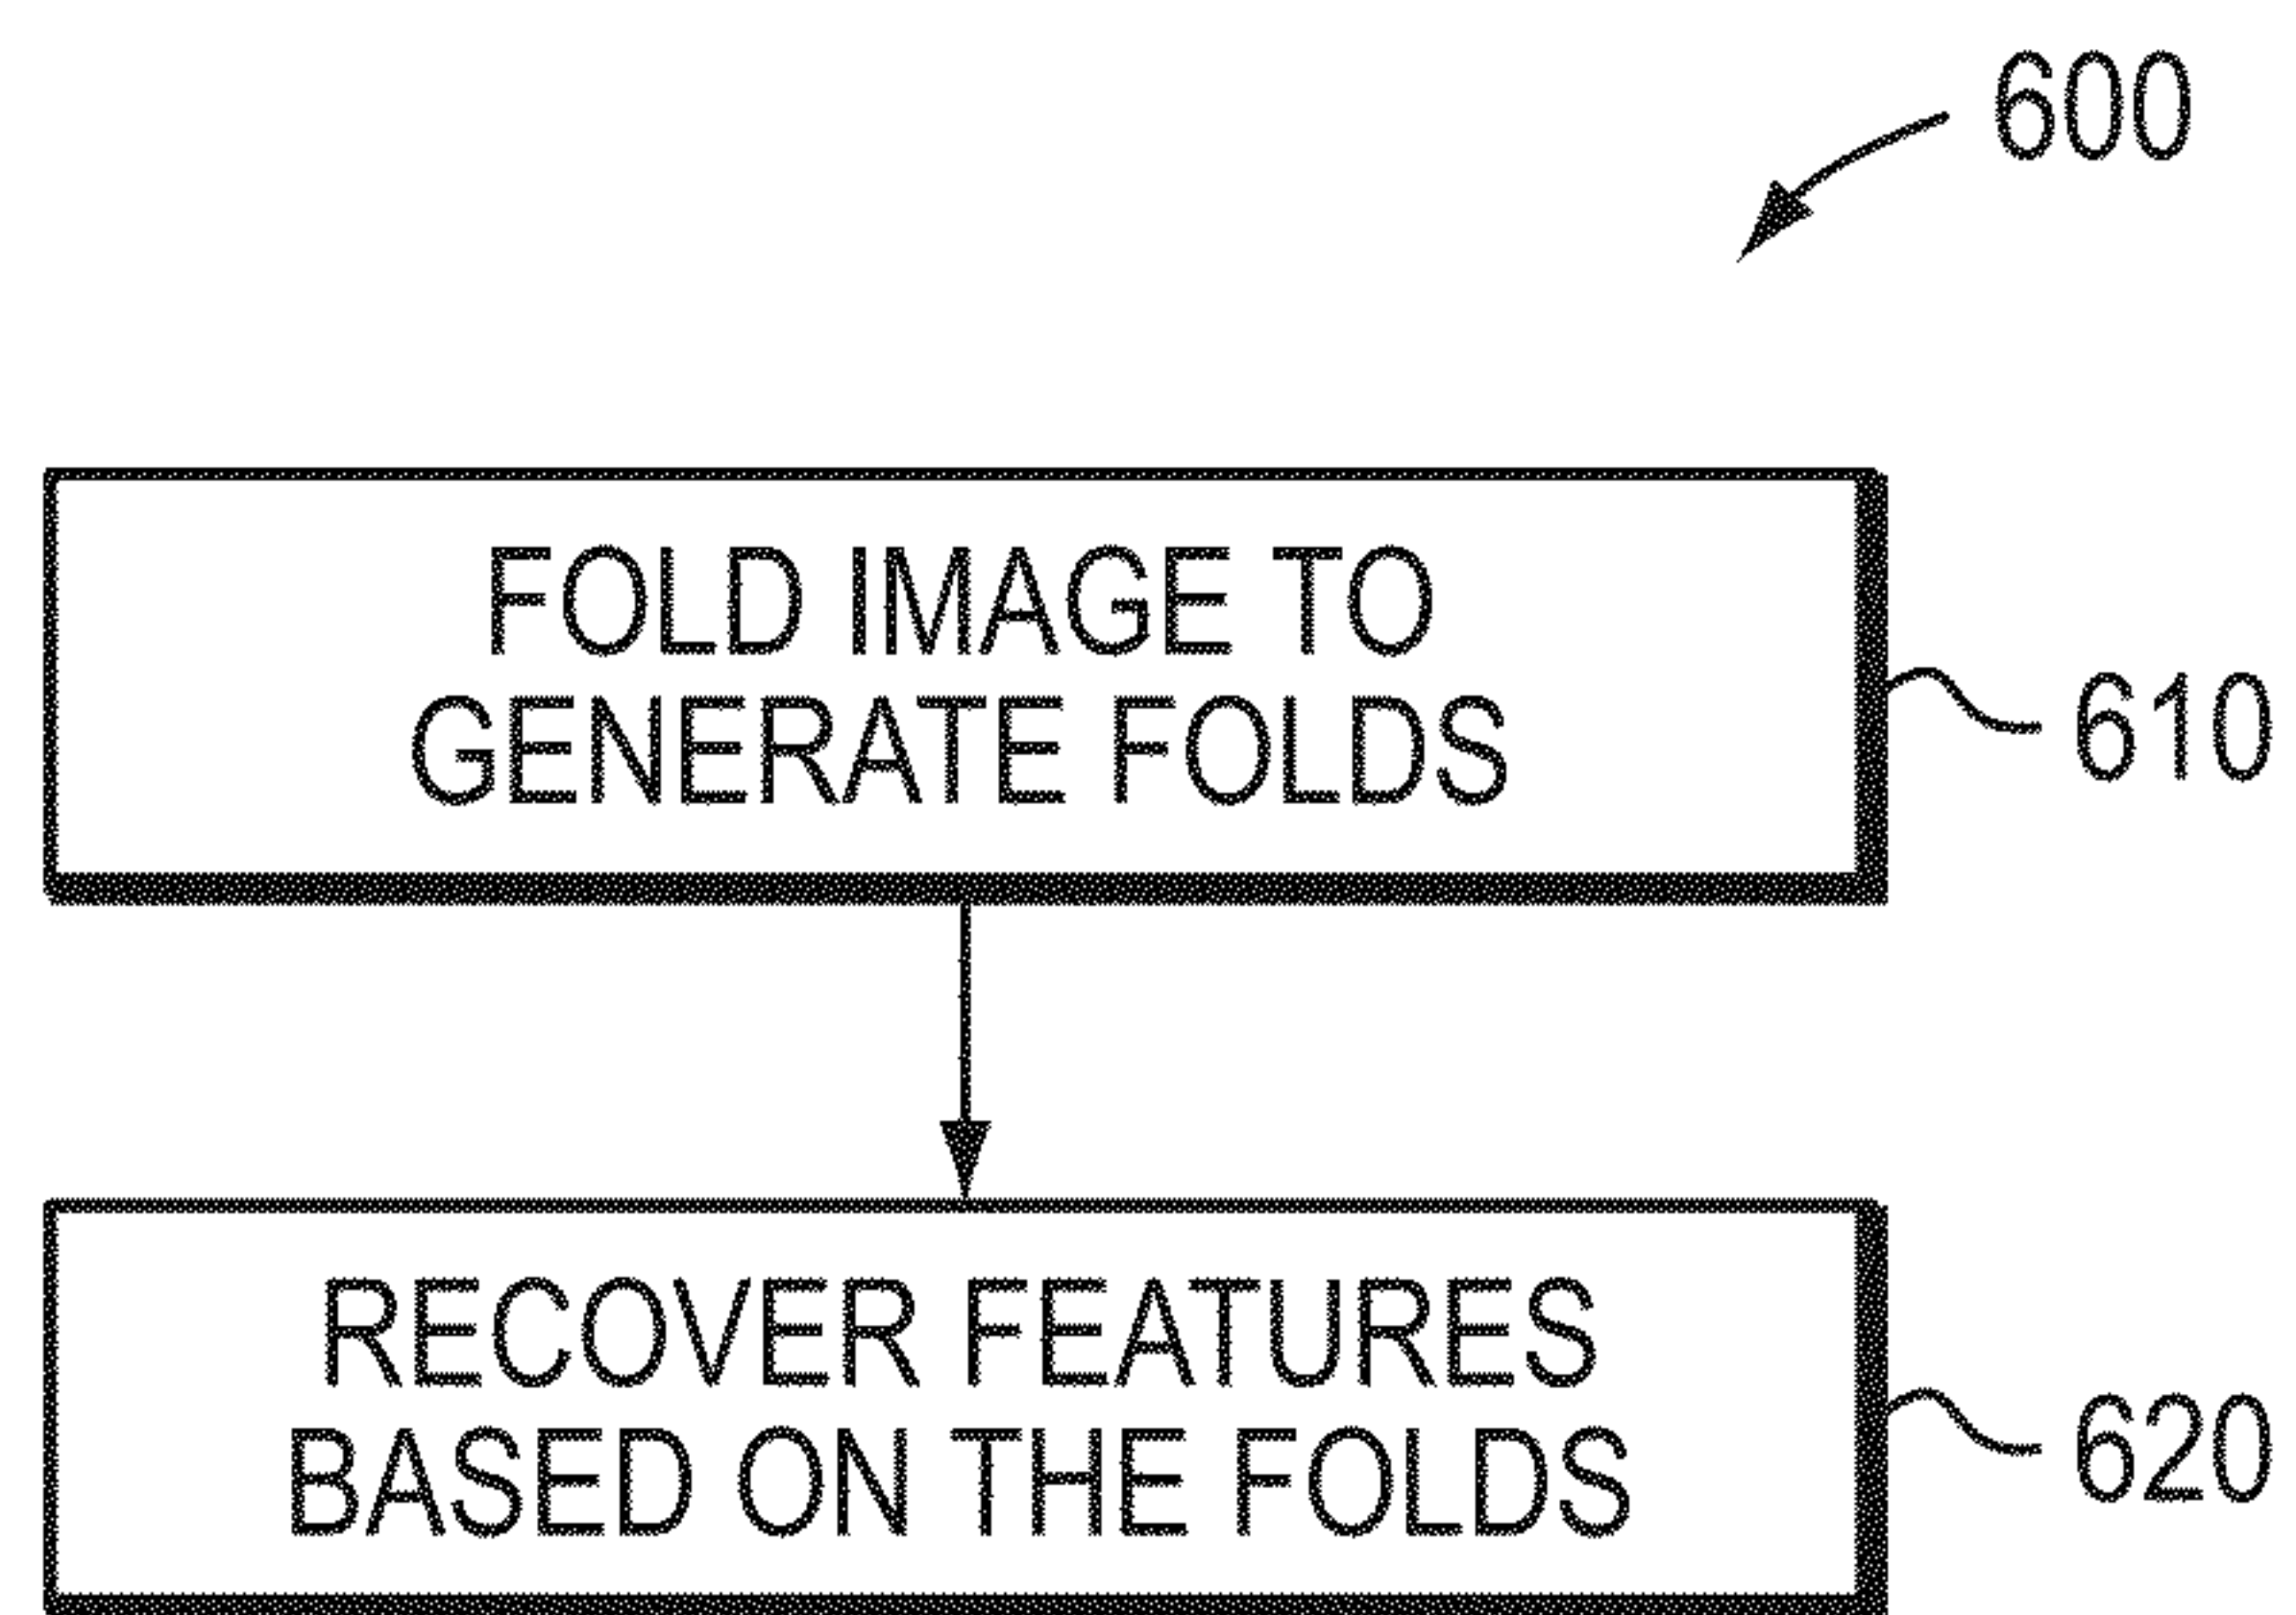 600
FOLD IMAGE TO
GENERATE FOLDS
610
RECOVER FEATURES
BASED ON THE FOLDS
620